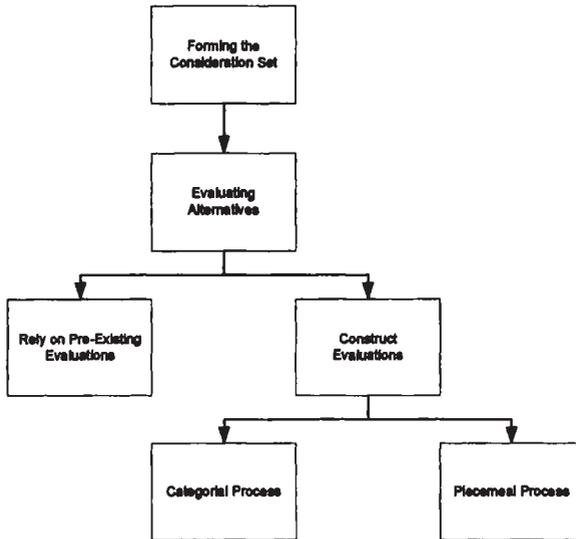 Forming the
Consideration Set
Evaluating
Alternatives
Rely on Pre-Existing
Evaluations
Construct
Evaluations
Categorial Process
Piecemeal Process